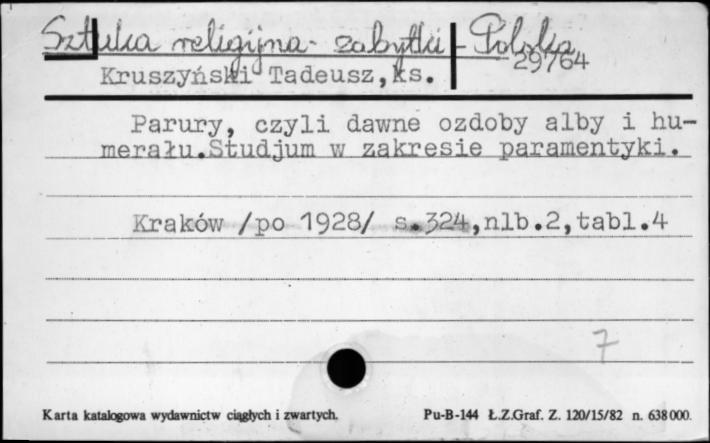 Sztuka religijna - zabytki - Polska
29764
Kruszyński Tadeusz, ks.
Parury, czyli dawne ozdoby alby i hu-
merału.Studjum w zakresie paramentyki.
Kraków /po 1928/ s.324,nlb.2,tabl.4
7
Karta katalogowa wydawnictw ciągłych i zwartych. Pu-B-144 Ł.Z.Graf. Z. 120/15/82 n. 638000.